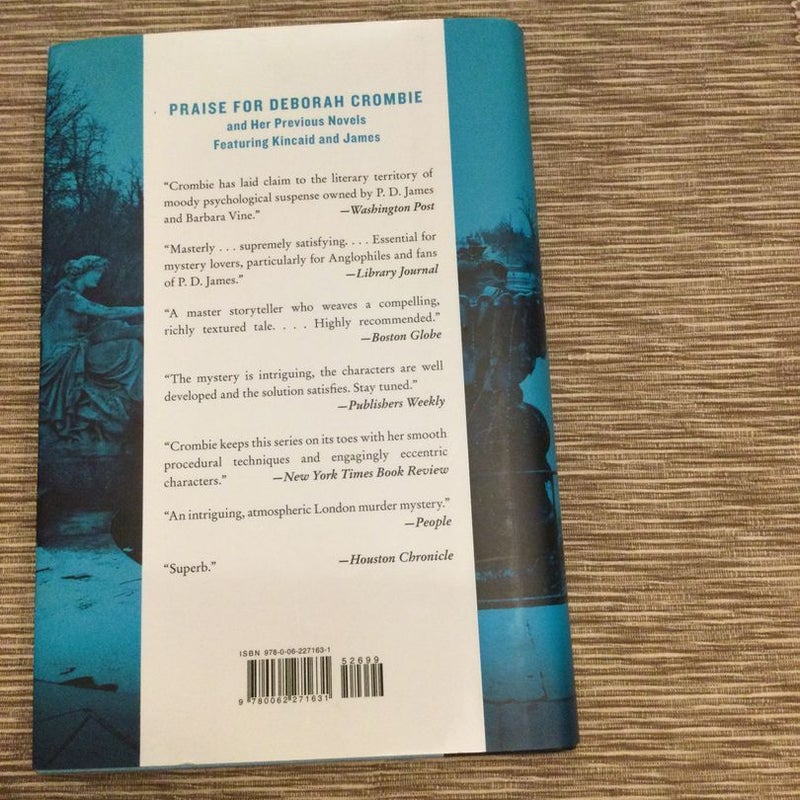 PRAISE FOR DEBORAH CROMBIE
and Her Previous Novels
Featuring Kincaid and James
“Crombie has laid claim to the literary territory of
moody psychological suspense owned by P. D. James
and Barbara Vine.” —Washington Post
“Masterly . . . supremely satisfying. . . . Essential for
mystery lovers, particularly for Anglophiles and fans
of P. D. James.” —Library Journal
“A master storyteller who weaves a compelling,
richly textured tale. . . . Highly recommended.”
—Boston Globe
“The mystery is intriguing, the characters are well
developed and the solution satisfies. Stay tuned.”
—Publishers Weekly
“Crombie keeps this series on its toes with her smooth
procedural techniques and engagingly eccentric
characters.” —New York Times Book Review
“An intriguing, atmospheric London murder mystery.”
—People
“Superb.” —Houston Chronicle
ISBN 978-0-06-227163-1
52699
9 780062 271631